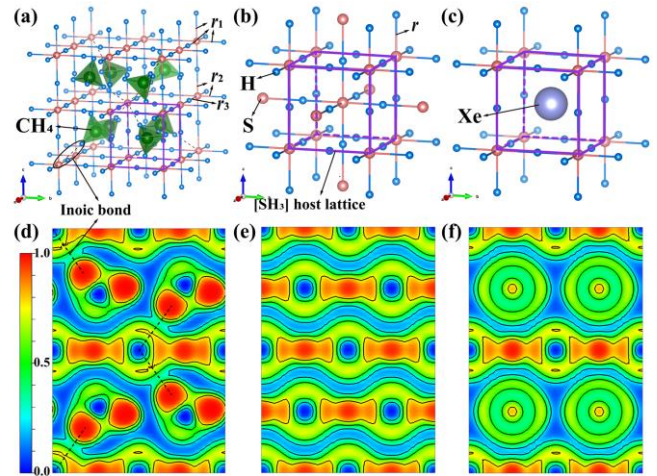 (a)
r₁
r₂
r₃
CH₄
Inoic bond
(b)
r
H
S
[SH₃] host lattice
(c)
Xe
(d)
1.0
0.5
0.0
(e)
(f)